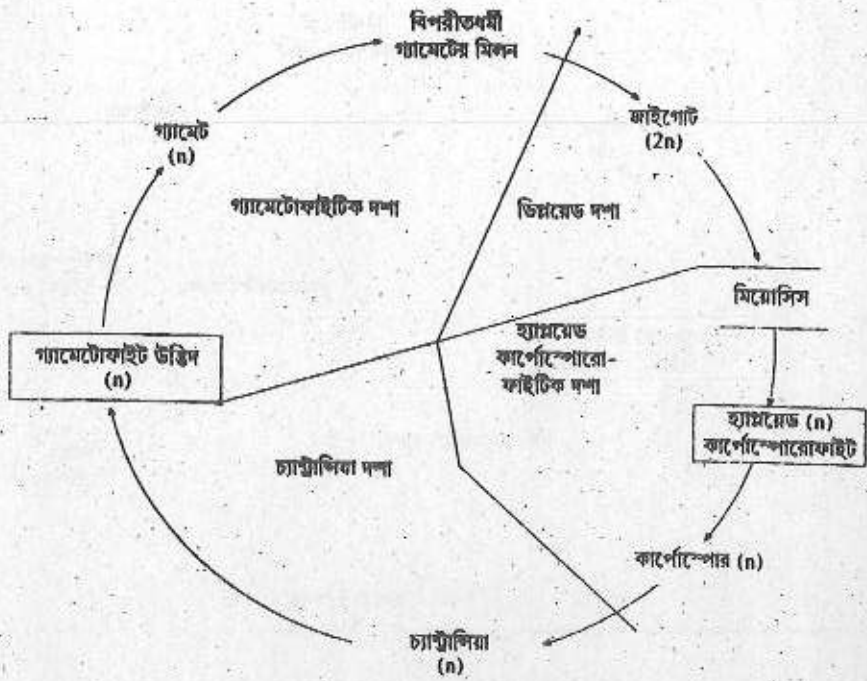 বিপরীতধর্মী
গ্যামেটের মিলন
জাইগোট
(2n)
গ্যামেট
(n)
গ্যামেটোফাইটিক দশা
ডিপ্লয়েড দশা
মিয়োসিস
হ্যাপ্লয়েড
কার্পোস্পোরো-
ফাইটিক দশা
গ্যামেটোফাইট উদ্ভিদ
(n)
হ্যাপ্লয়েড (n)
কার্পোস্পোরোফাইট
চ্যান্ট্রান্সিয়া দশা
কার্পোস্পোর (n)
চ্যান্ট্রান্সিয়া
(n)